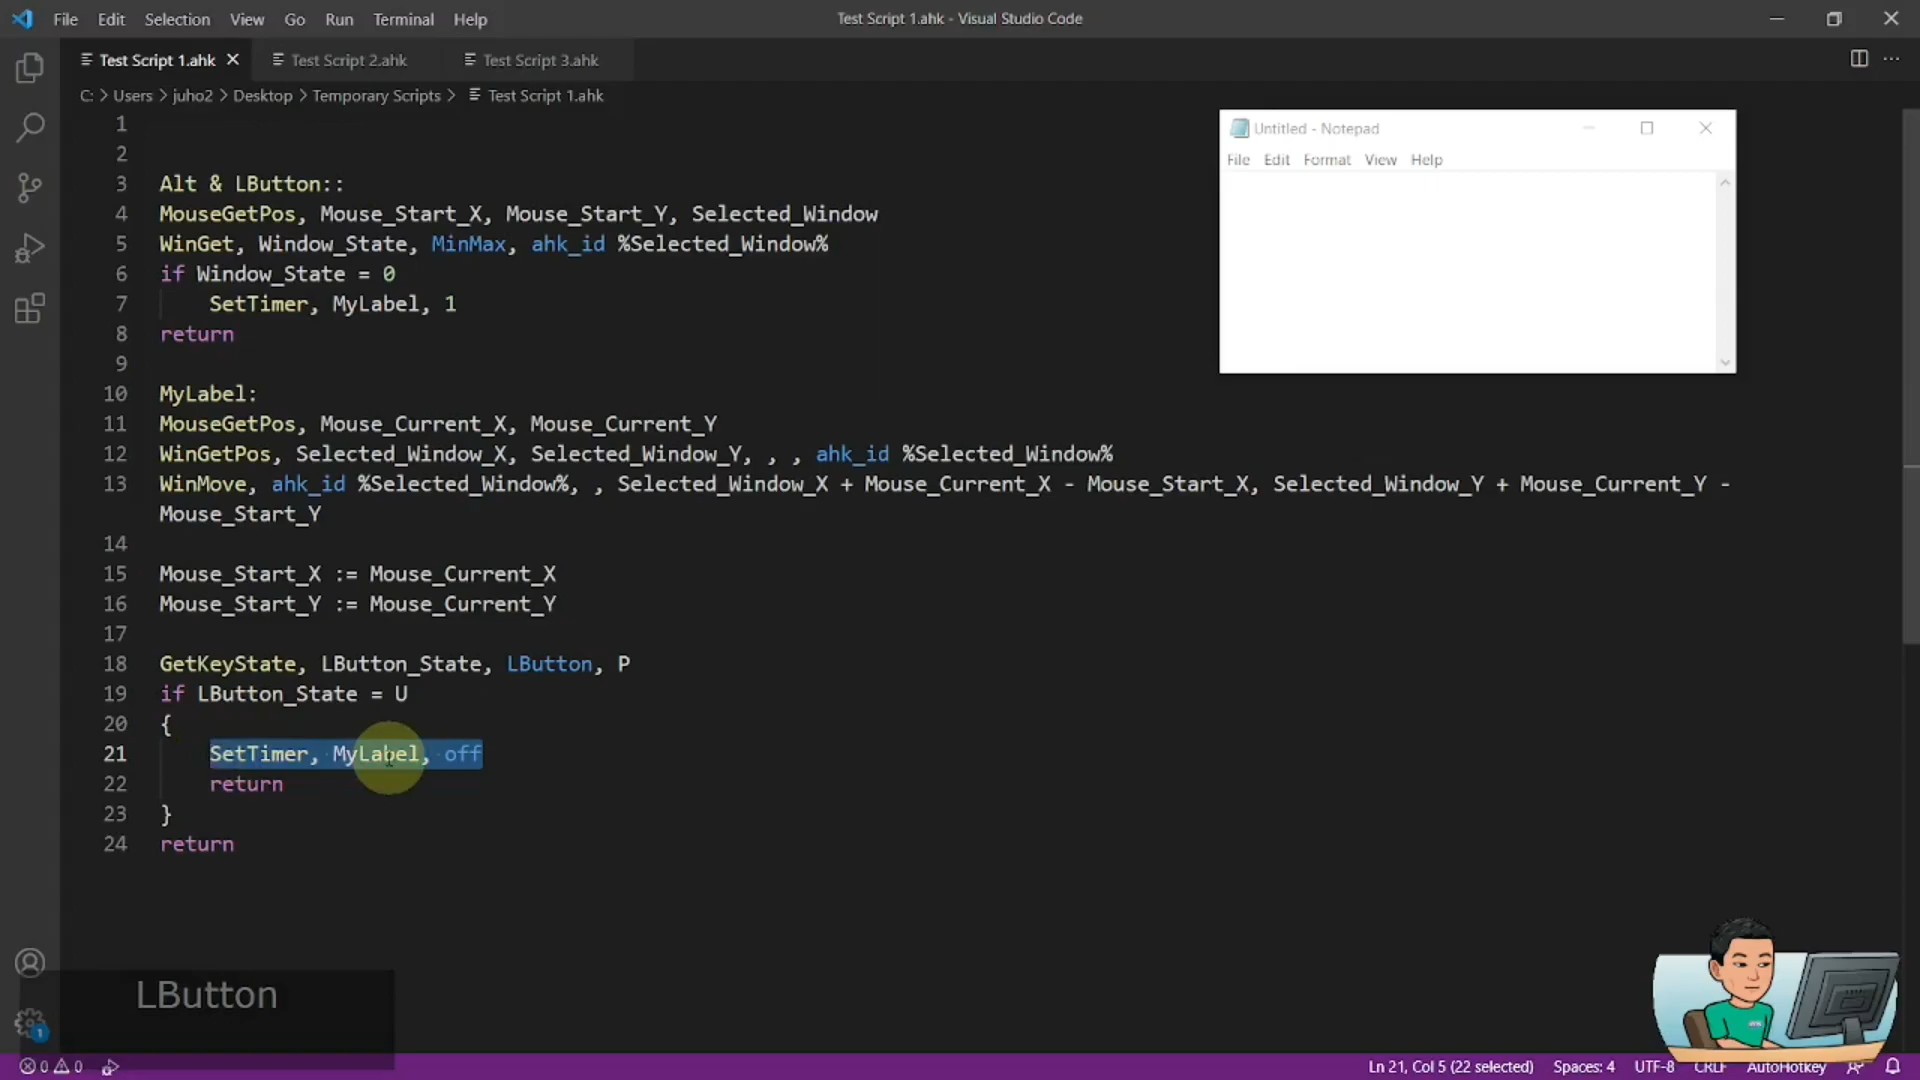 File Edit Selection View Go Run Terminal Help
Test Script 1.ahk - Visual Studio Code
Test Script 1.ahk
Test Script 2.ahk
Test Script 3.ahk
C: > Users > juho2 > Desktop > Temporary Scripts > Test Script 1.ahk
1
2
3 Alt & LButton::
4 MouseGetPos, Mouse_Start_X, Mouse_Start_Y, Selected_Window
5 WinGet, Window_State, MinMax, ahk_id %Selected_Window%
6 if Window_State = 0
7 SetTimer, MyLabel, 1
8 return
9
10 MyLabel:
11 MouseGetPos, Mouse_Current_X, Mouse_Current_Y
12 WinGetPos, Selected_Window_X, Selected_Window_Y, , , ahk_id %Selected_Window%
13 WinMove, ahk_id %Selected_Window%, , Selected_Window_X + Mouse_Current_X - Mouse_Start_X, Selected_Window_Y + Mouse_Current_Y -
Mouse_Start_Y
14
15 Mouse_Start_X := Mouse_Current_X
16 Mouse_Start_Y := Mouse_Current_Y
17
18 GetKeyState, LButton_State, LButton, P
19 if LButton_State = U
20 {
21 SetTimer, MyLabel, off
22 return
23 }
24 return
Untitled - Notepad
File Edit Format View Help
LButton
1
0 0
Ln 21, Col 5 (22 selected) Spaces: 4 UTF-8 CRLF AutoHotkey